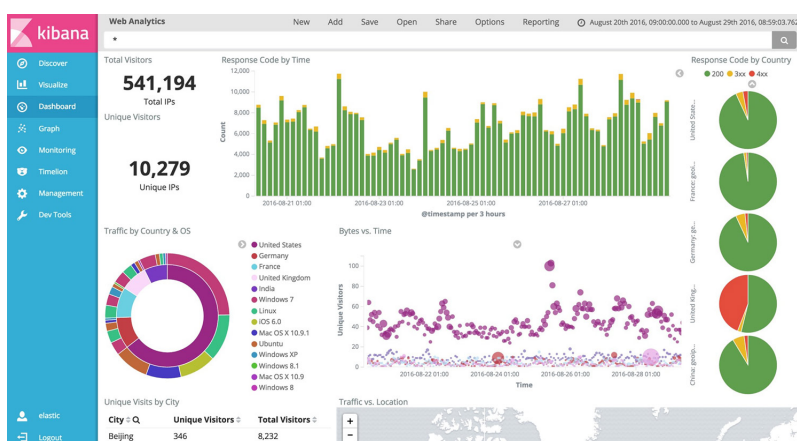 kibana
Discover
Visualize
Dashboard
Graph
Monitoring
Timelion
Management
Dev Tools
elastic
Logout
Web Analytics
New Add Save Open Share Options Reporting August 20th 2016, 09:00:00.000 to August 29th 2016, 08:59:03.762
*
Total Visitors
541,194
Total IPs
Unique Visitors
10,279
Unique IPs
Response Code by Time
12,000
10,000
8,000
6,000
4,000
2,000
0
Count
2016-08-21 01:00 2016-08-23 01:00 2016-08-25 01:00 2016-08-27 01:00
@timestamp per 3 hours
Response Code by Country
200 3xx 4xx
United State...
France: geoi...
Germany: ge...
United King...
China: geoip...
Traffic by Country & OS
United States
Germany
France
United Kingdom
India
Windows 7
Linux
iOS 6.0
Mac OS X 10.9.1
Ubuntu
Windows XP
Windows 8.1
Mac OS X 10.9
Windows 8
Bytes vs. Time
100
80
60
40
20
0
Unique Visitors
2016-08-22 01:00 2016-08-24 01:00 2016-08-26 01:00 2016-08-28 01:00
Time
Unique Visits by City
City Unique Visitors Total Visitors
Beijing 346 8,232
Traffic vs. Location
+
−